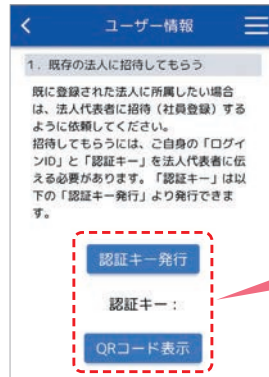 ユーザー情報
1．既存の法人に招待してもらう
既に登録された法人に所属したい場合
は、法人代表者に招待（社員登録）する
ように依頼してください。
招待してもらうには、ご自身の「ログイ
ンID」と「認証キー」を法人代表者に伝
える必要があります。「認証キー」は以
下の「認証キー発行」より発行できま
す。
認証キー発行
認証キー：
QRコード表示